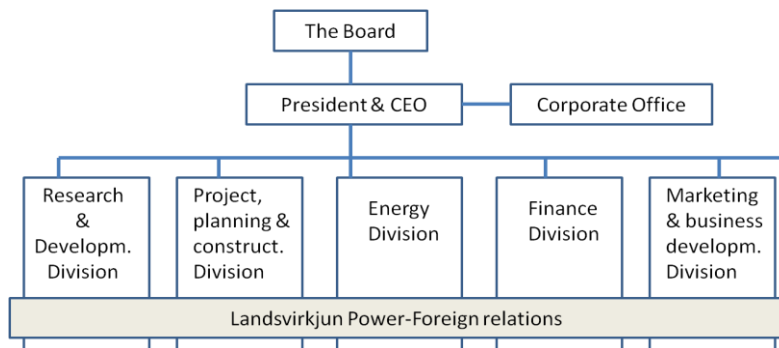 The Board
President & CEO
Corporate Office
Research
&
Developm.
Division
Project,
planning &
construct.
Division
Energy
Division
Finance
Division
Marketing
& business
developm.
Division
Landsvirkjun Power-Foreign relations